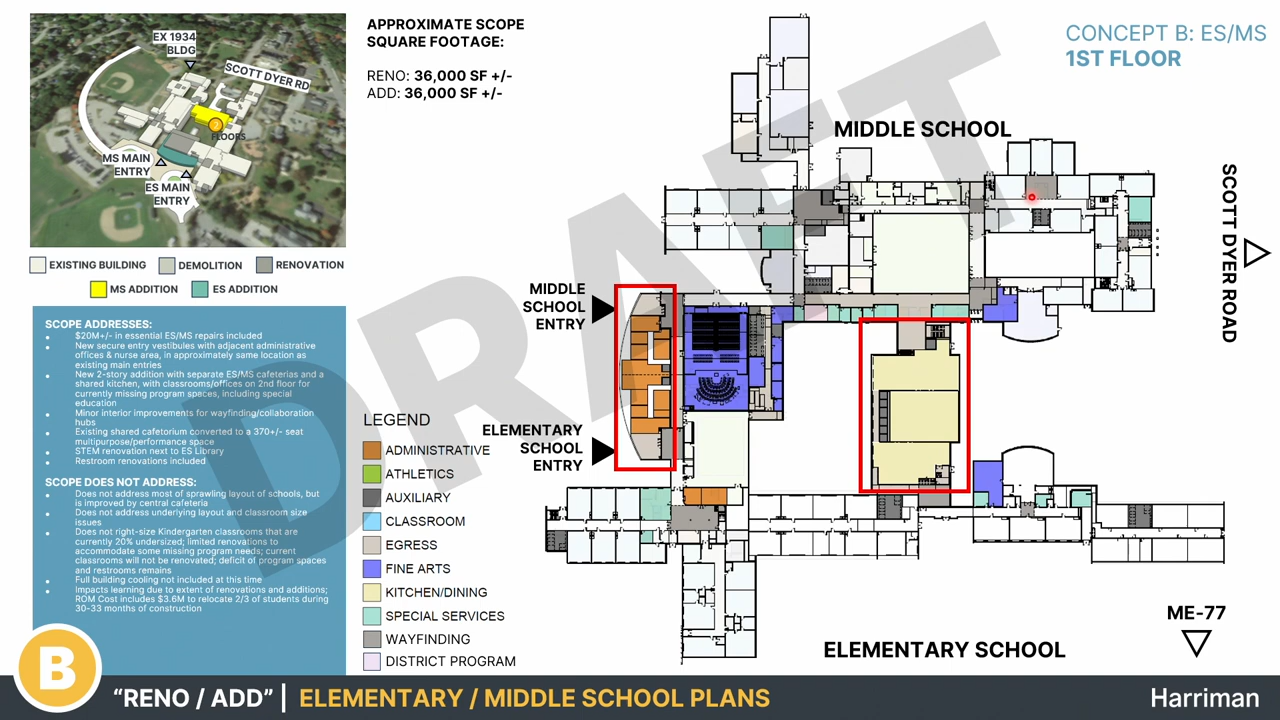 EX 1934
BLDG
SCOTT DYER RD
FLOORS
MS MAIN
ENTRY
ES MAIN
ENTRY
EXISTING BUILDING
DEMOLITION
RENOVATION
MS ADDITION
ES ADDITION
SCOPE ADDRESSES:
• $20M+/- in essential ES/MS repairs included
• New secure entry vestibules with adjacent administrative
offices & nurse area, in approximately same location as
existing main entries
• New 2-story addition with separate ES/MS cafeterias and a
shared kitchen, with classrooms/offices on 2nd floor for
currently missing program spaces, including special
education
• Minor interior improvements for wayfinding/collaboration
hubs
• Existing shared cafetorium converted to a 370+/- seat
multipurpose/performance space
• STEM renovation next to ES Library
• Restroom renovations included
SCOPE DOES NOT ADDRESS:
• Does not address most of sprawling layout of schools, but
is improved by central cafeteria
• Does not address underlying layout and classroom size
issues
• Does not right-size Kindergarten classrooms that are
currently 20% undersized; limited renovations to
accommodate some missing program needs; current
classrooms will not be renovated; deficit of program spaces
and restrooms remains
• Full building cooling not included at this time
• Impacts learning due to extent of renovations and additions;
ROM Cost includes $3.6M to relocate 2/3 of students during
30-33 months of construction
APPROXIMATE SCOPE
SQUARE FOOTAGE:
RENO: 36,000 SF +/-
ADD: 36,000 SF +/-
CONCEPT B: ES/MS
1ST FLOOR
DRAFT
MIDDLE SCHOOL
SCOTT DYER ROAD
MIDDLE
SCHOOL
ENTRY
ELEMENTARY
SCHOOL
ENTRY
LEGEND
ADMINISTRATIVE
ATHLETICS
AUXILIARY
CLASSROOM
EGRESS
FINE ARTS
KITCHEN/DINING
SPECIAL SERVICES
WAYFINDING
DISTRICT PROGRAM
ME-77
ELEMENTARY SCHOOL
B
“RENO / ADD” | ELEMENTARY / MIDDLE SCHOOL PLANS
Harriman